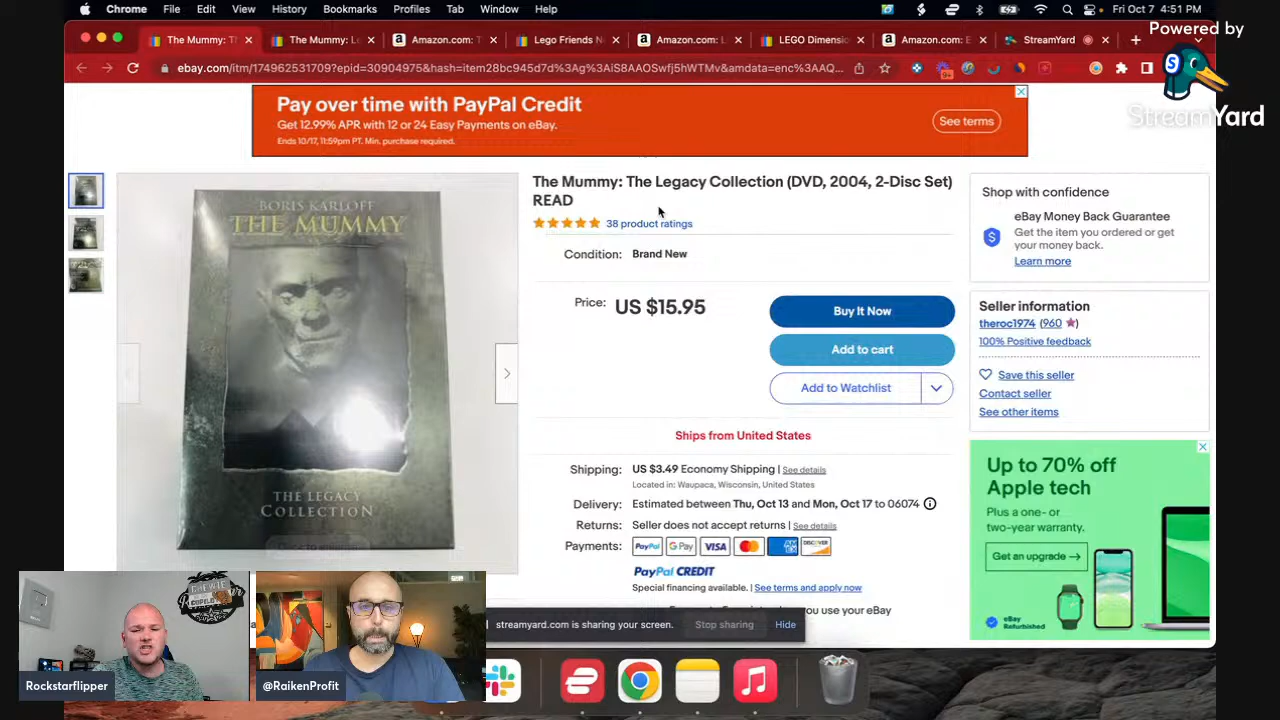 Chrome File Edit View History Bookmarks Profiles Tab Window Help
Fri Oct 7 4:51 PM
Powered by
StreamYard
The Mummy: T
The Mummy: L
Amazon.com: T
Lego Friends N
Amazon.com: L
LEGO Dimensio
Amazon.com: E
StreamYard
ebay.com/itm/174962531709?epid=30904975&hash=item28bc945d7d%3Ag%3AiS8AAOSwfj5hWTMv&amdata=enc%3AAQ...
Pay over time with PayPal Credit
Get 12.99% APR with 12 or 24 Easy Payments on eBay.
Ends 10/17, 11:59pm PT. Min. purchase required.
See terms
BORIS KARLOFF
THE MUMMY
THE LEGACY
COLLECTION
The Mummy: The Legacy Collection (DVD, 2004, 2-Disc Set)
READ
38 product ratings
Condition: Brand New
Price: US $15.95
Buy It Now
Add to cart
Add to Watchlist
Ships from United States
Shipping: US $3.49 Economy Shipping | See details
Located in: Waupaca, Wisconsin, United States
Delivery: Estimated between Thu, Oct 13 and Mon, Oct 17 to 06074
Returns: Seller does not accept returns | See details
Payments: PayPal G Pay VISA DISCOVER
PayPal CREDIT
Special financing available. | See terms and apply now
you use your eBay
Shop with confidence
eBay Money Back Guarantee
Get the item you ordered or get
your money back.
Learn more
Seller information
theroc1974 (960 )
100% Positive feedback
Save this seller
Contact seller
See other items
Up to 70% off
Apple tech
Plus a one- or
two-year warranty.
Get an upgrade →
eBay
Refurbished
streamyard.com is sharing your screen.
Stop sharing
Hide
Rockstarflipper
@RaikenProfit